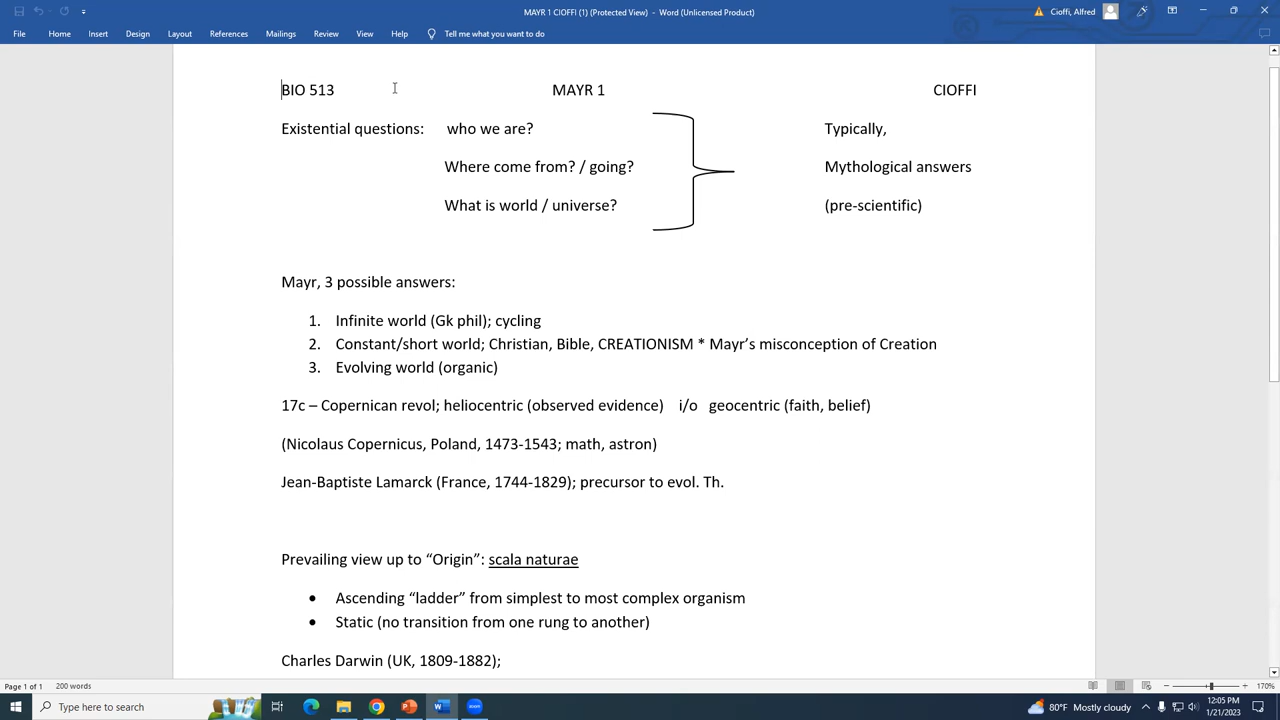 MAYR 1 CIOFFI (1) (Protected View) - Word (Unlicensed Product)
Cioffi, Alfred
File Home Insert Design Layout References Mailings Review View Help Tell me what you want to do
BIO 513 MAYR 1 CIOFFI
Existential questions: who we are? Typically,
Where come from? / going? Mythological answers
What is world / universe? (pre-scientific)
Mayr, 3 possible answers:
1. Infinite world (Gk phil); cycling
2. Constant/short world; Christian, Bible, CREATIONISM * Mayr’s misconception of Creation
3. Evolving world (organic)
17c – Copernican revol; heliocentric (observed evidence) i/o geocentric (faith, belief)
(Nicolaus Copernicus, Poland, 1473-1543; math, astron)
Jean-Baptiste Lamarck (France, 1744-1829); precursor to evol. Th.
Prevailing view up to “Origin”: scala naturae
• Ascending “ladder” from simplest to most complex organism
• Static (no transition from one rung to another)
Charles Darwin (UK, 1809-1882);
Page 1 of 1 200 words 170%
Type here to search 80°F Mostly cloudy 12:05 PM
1/21/2023